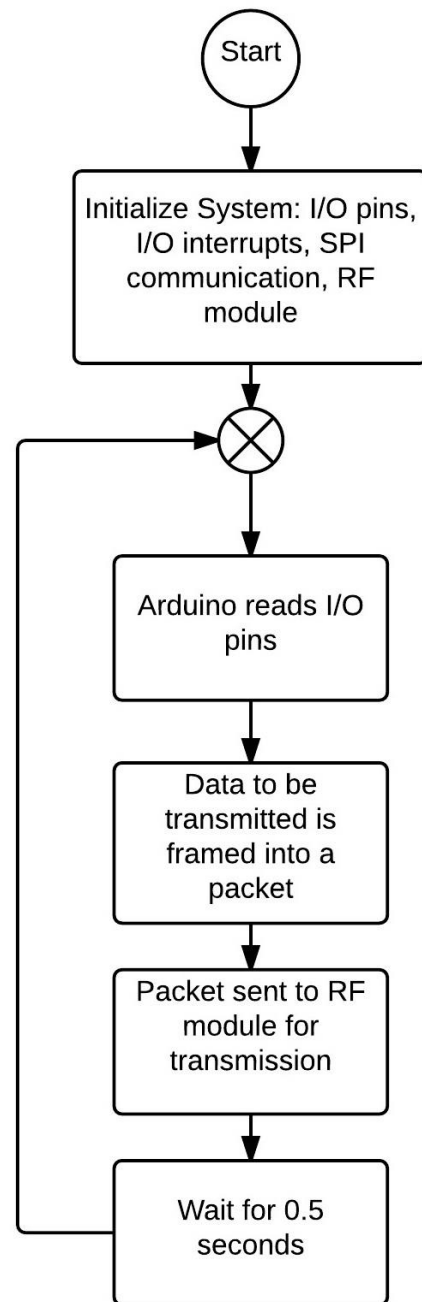 Start
Initialize System: I/O pins,
I/O interrupts, SPI
communication, RF
module
Arduino reads I/O
pins
Data to be
transmitted is
framed into a
packet
Packet sent to RF
module for
transmission
Wait for 0.5
seconds